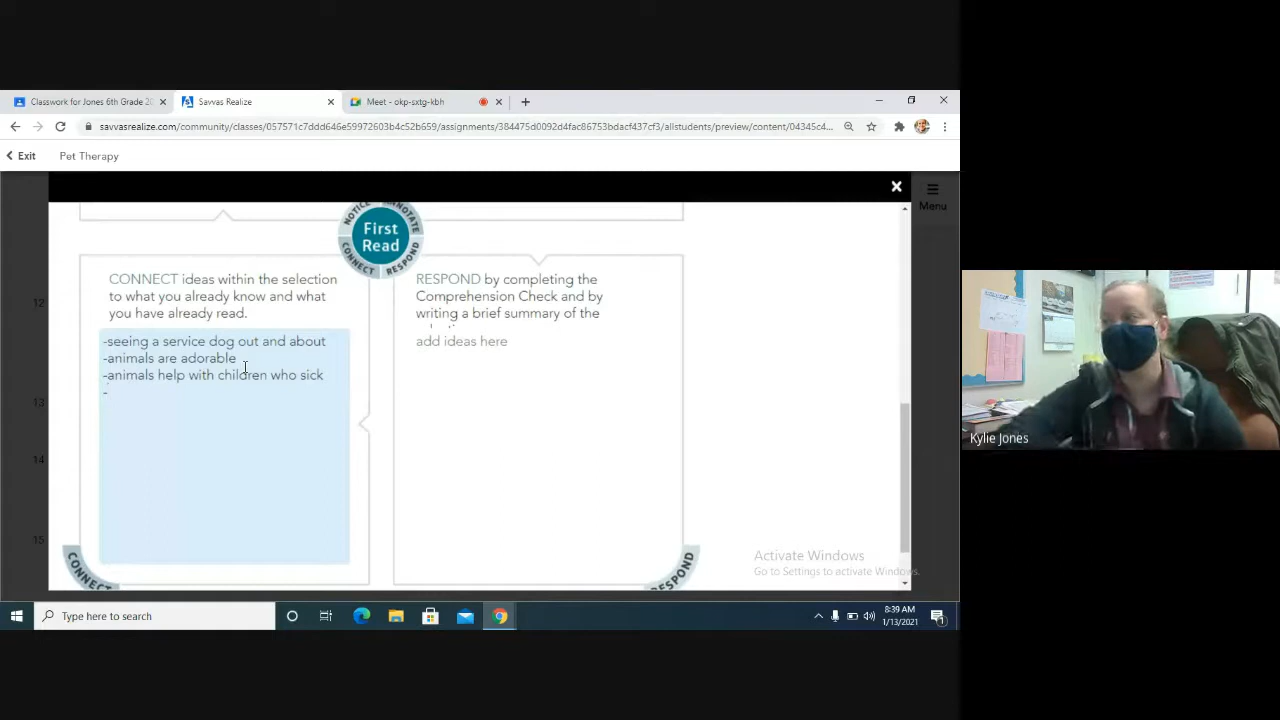 Classwork for Jones 6th Grade 20
Savvas Realize
Meet - okp-sxtg-kbh
savvasrealize.com/community/classes/057571c7ddd646e59972603b4c52b659/assignments/384475d0092d4fac86753bdacf437cf3/allstudents/preview/content/04345c4...
Exit
Pet Therapy
Menu
NOTICE
ANNOTATE
CONNECT
RESPOND
First
Read
CONNECT ideas within the selection
to what you already know and what
you have already read.
-seeing a service dog out and about
-animals are adorable
-animals help with children who sick
-
RESPOND by completing the
Comprehension Check and by
writing a brief summary of the
add ideas here
12
13
14
15
CONNECT
RESPOND
Activate Windows
Go to Settings to activate Windows.
Kylie Jones
Type here to search
8:39 AM
1/13/2021
1